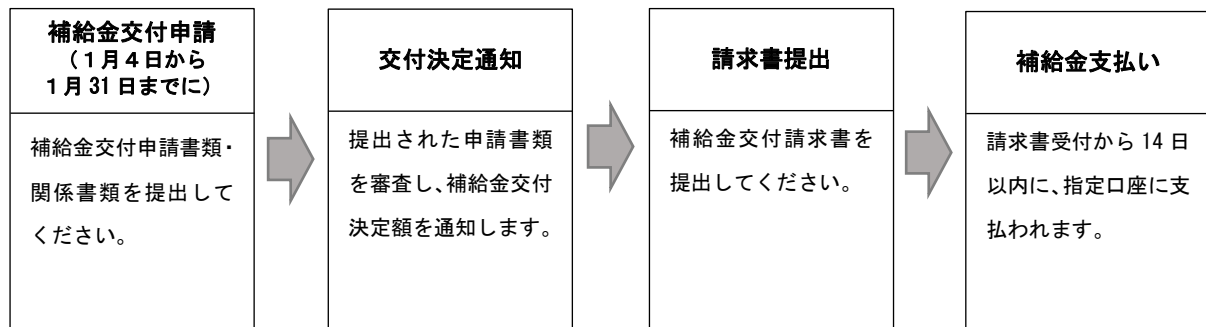 補給金交付申請
(1月4日から
1月31日までに)
補給金交付申請書類・
関係書類を提出して
ください。
交付決定通知
提出された申請書類
を審査し、補給金交付
決定額を通知します。
請求書提出
補給金交付請求書を
提出してください。
補給金支払い
請求書受付から14日
以内に、指定口座に支
払われます。